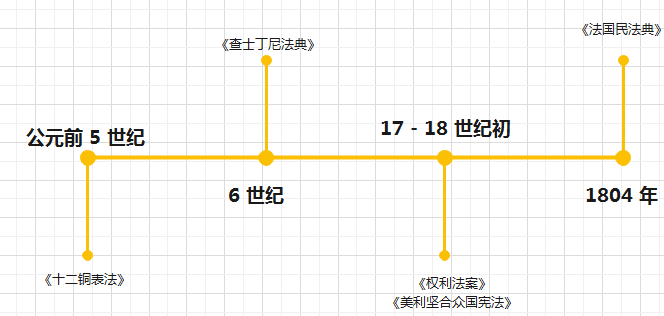 《法国民法典》
《查士丁尼法典》
17 - 18 世纪初
公元前 5 世纪
6 世纪
1804 年
《十二铜表法》
《权利法案》
《美利坚合众国宪法》